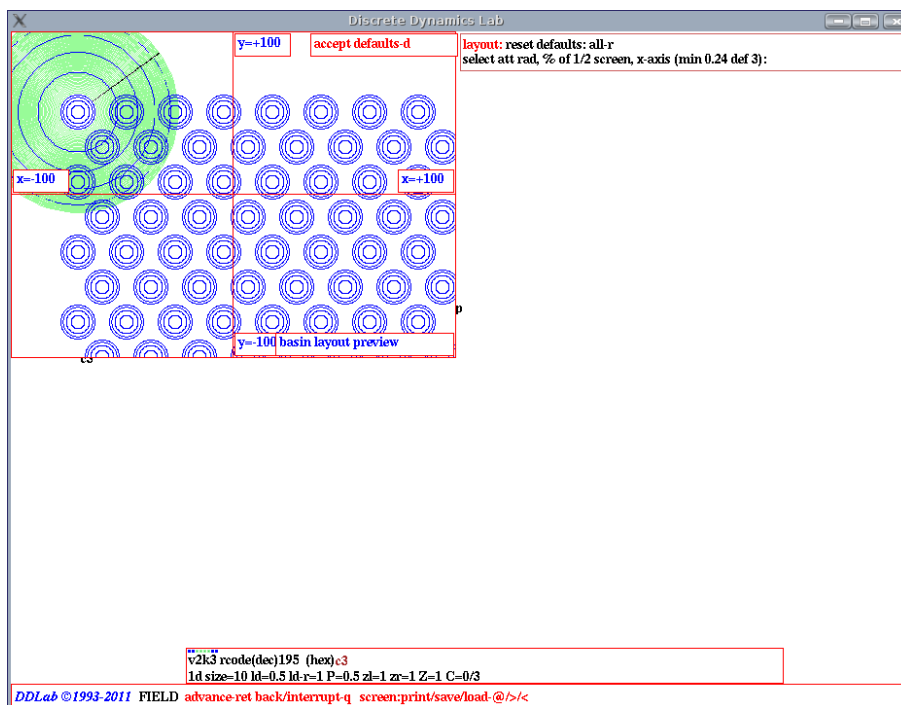 Discrete Dynamics Lab
y=+100
accept defaults-d
layout: reset defaults: all-r
select att rad, % of 1/2 screen, x-axis (min 0.24 def 3):
x=-100
x=+100
p
y=-100
basin layout preview
c3
v2k3 rcode(dec)195 (hex)c3
1d size=10 ld=0.5 ld-r=1 P=0.5 zl=1 zr=1 Z=1 C=0/3
DDLab ©1993-2011 FIELD advance-ret back/interrupt-q screen:print/save/load-@/>/<